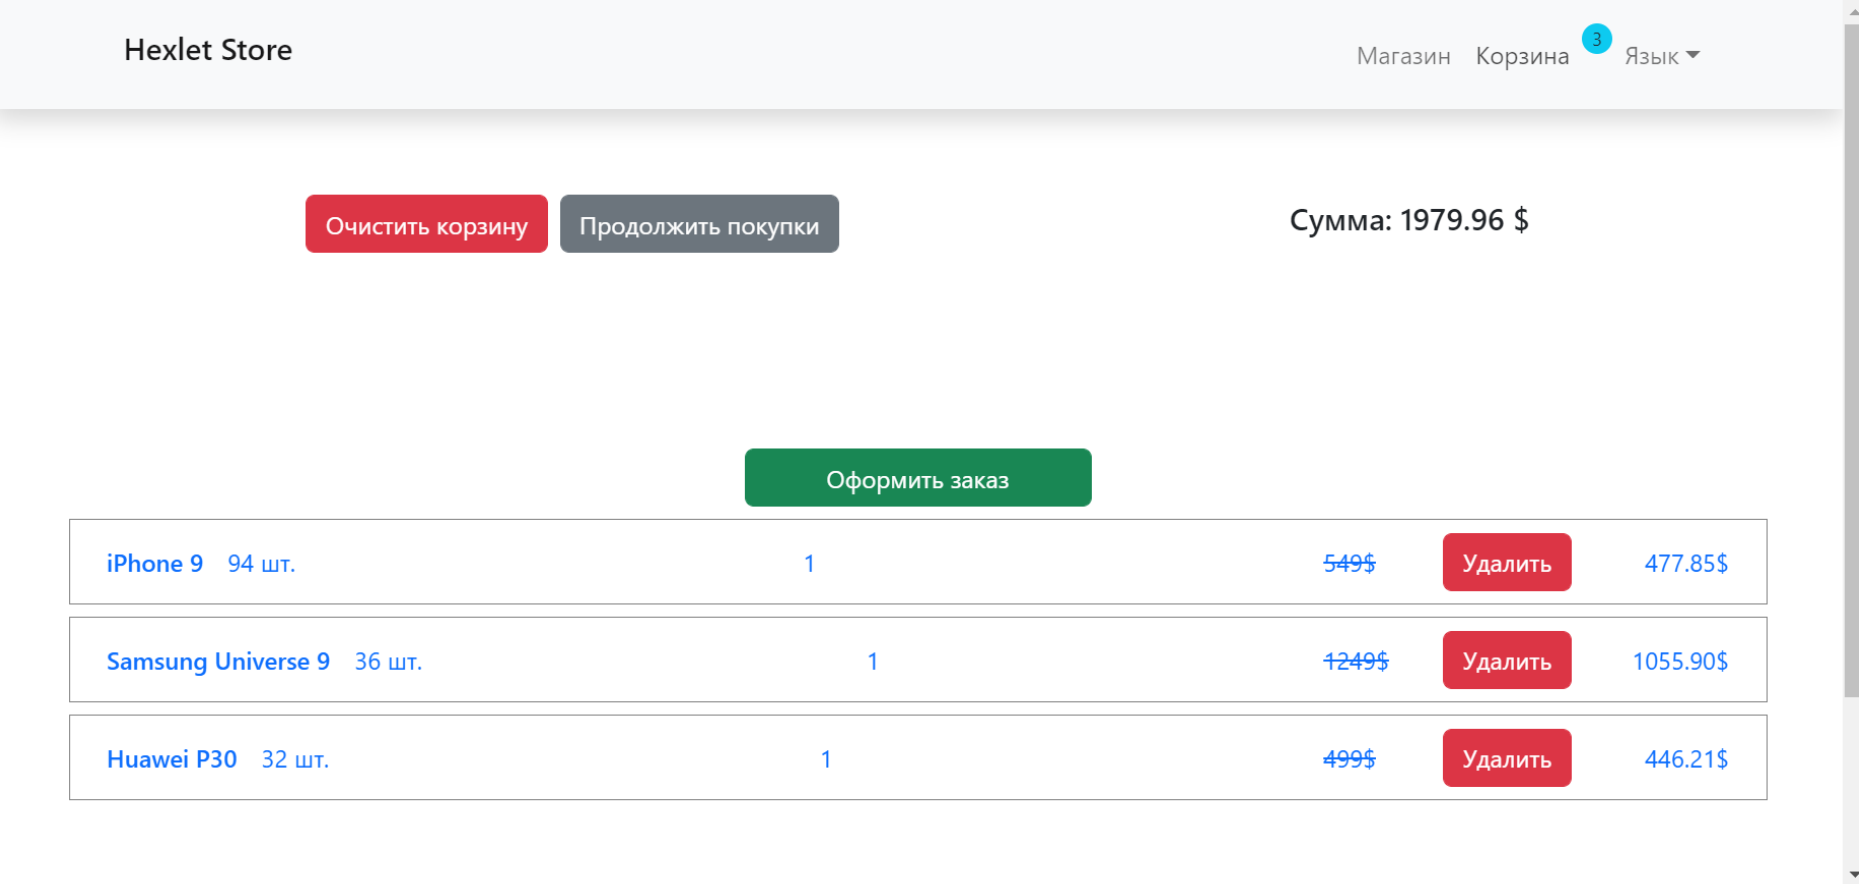 Hexlet Store
Магазин Корзина 3 Язык
Очистить корзину Продолжить покупки Сумма: 1979.96 $
Оформить заказ
iPhone 9 94 шт. 1 549$ Удалить 477.85$
Samsung Universe 9 36 шт. 1 1249$ Удалить 1055.90$
Huawei P30 32 шт. 1 499$ Удалить 446.21$